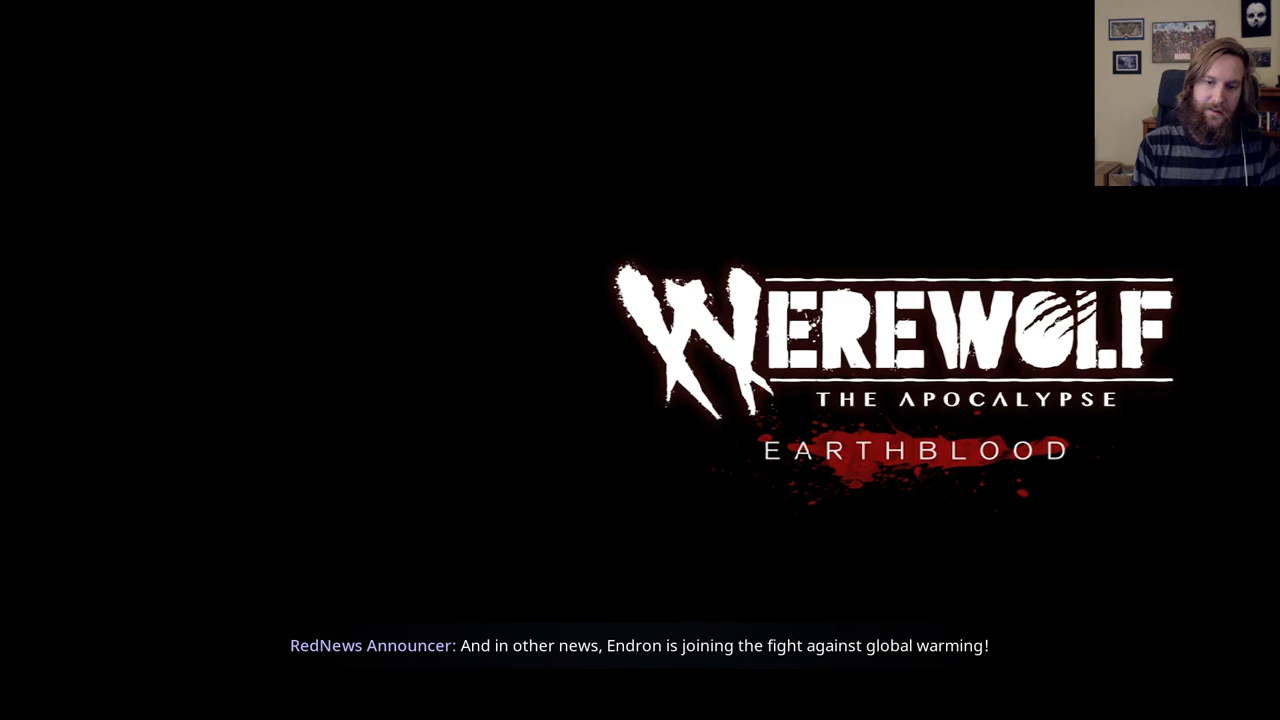 WEREWOLF
THE APOCALYPSE
EARTHBLOOD
RedNews Announcer: And in other news, Endron is joining the fight against global warming!